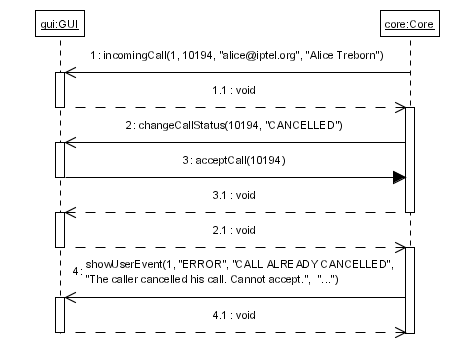 gui:GUI
core:Core
1 : incomingCall(1, 10194, "alice@iptel.org", "Alice Treborn")
1.1 : void
2: changeCallStatus(10194, "CANCELLED")
3 : acceptCall(10194)
3.1 : void
2.1 : void
4 : showUserEvent(1, "ERROR", "CALL ALREADY CANCELLED",
"The caller cancelled his call. Cannot accept.", "...")
4.1 : void